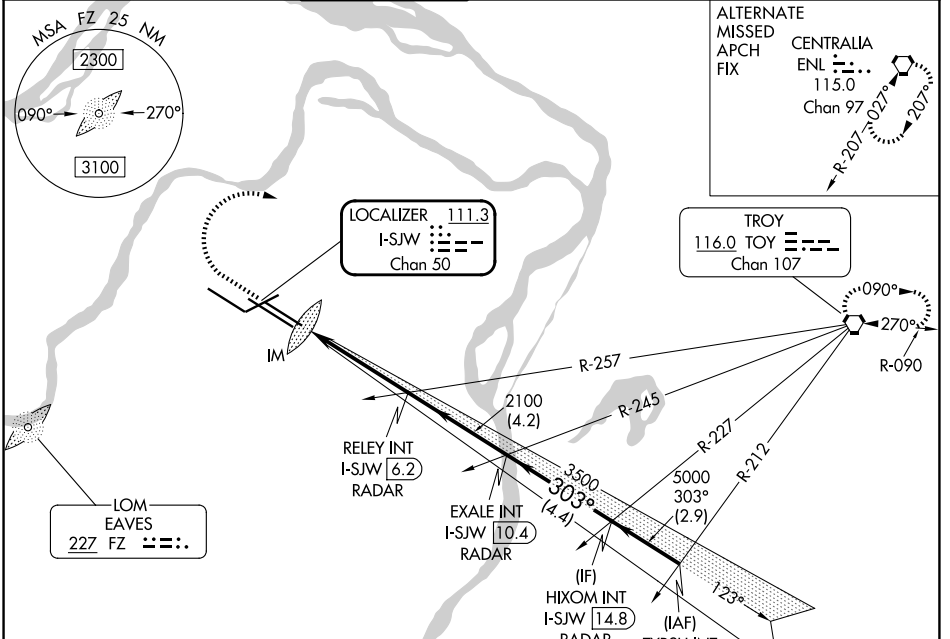 MSA FZ 25 NM
2300
090°
270°
3100
ALTERNATE
MISSED
APCH
FIX
CENTRALIA
ENL
115.0
Chan 97
R-207
027°
207°
LOCALIZER 111.3
I-SJW
Chan 50
TROY
116.0 TOY
Chan 107
090°
270°
R-090
IM
R-257
R-245
R-227
R-212
2100
(4.2)
RELEY INT
I-SJW 6.2
RADAR
3500
303°
(4.4)
5000
303°
(2.9)
EXALE INT
I-SJW 10.4
RADAR
LOM
EAVES
227 FZ
(IF)
HIXOM INT
I-SJW 14.8
RADAR
(IAF)
123°